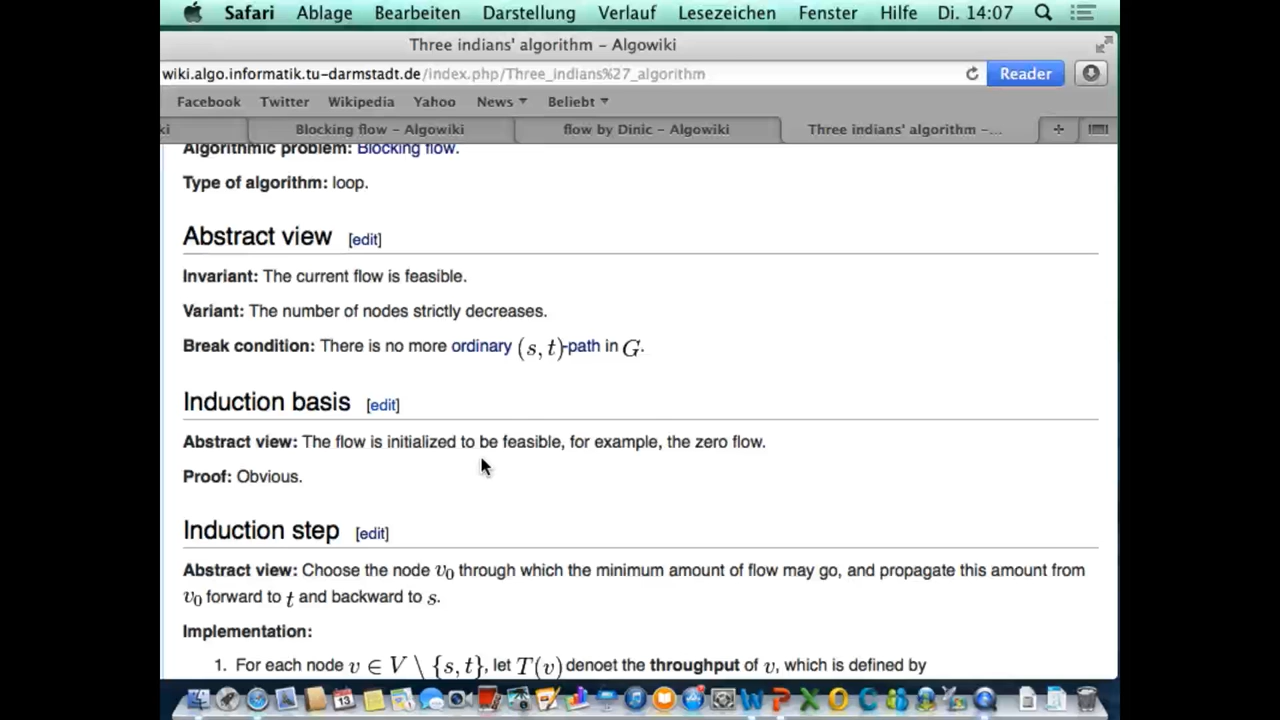 Safari Ablage Bearbeiten Darstellung Verlauf Lesezeichen Fenster Hilfe Di. 14:07
Three indians' algorithm – Algowiki
wiki.algo.informatik.tu-darmstadt.de/index.php/Three_indians%27_algorithm Reader
Facebook Twitter Wikipedia Yahoo News Beliebt
ki Blocking flow – Algowiki flow by Dinic – Algowiki Three indians' algorithm –...
Algorithmic problem: Blocking flow.
Type of algorithm: loop.
Abstract view [edit]
Invariant: The current flow is feasible.
Variant: The number of nodes strictly decreases.
Break condition: There is no more ordinary (s, t)-path in G.
Induction basis [edit]
Abstract view: The flow is initialized to be feasible, for example, the zero flow.
Proof: Obvious.
Induction step [edit]
Abstract view: Choose the node v₀ through which the minimum amount of flow may go, and propagate this amount from
v₀ forward to t and backward to s.
Implementation:
1. For each node v ∈ V \ {s, t}, let T(v) denoet the throughput of v, which is defined by